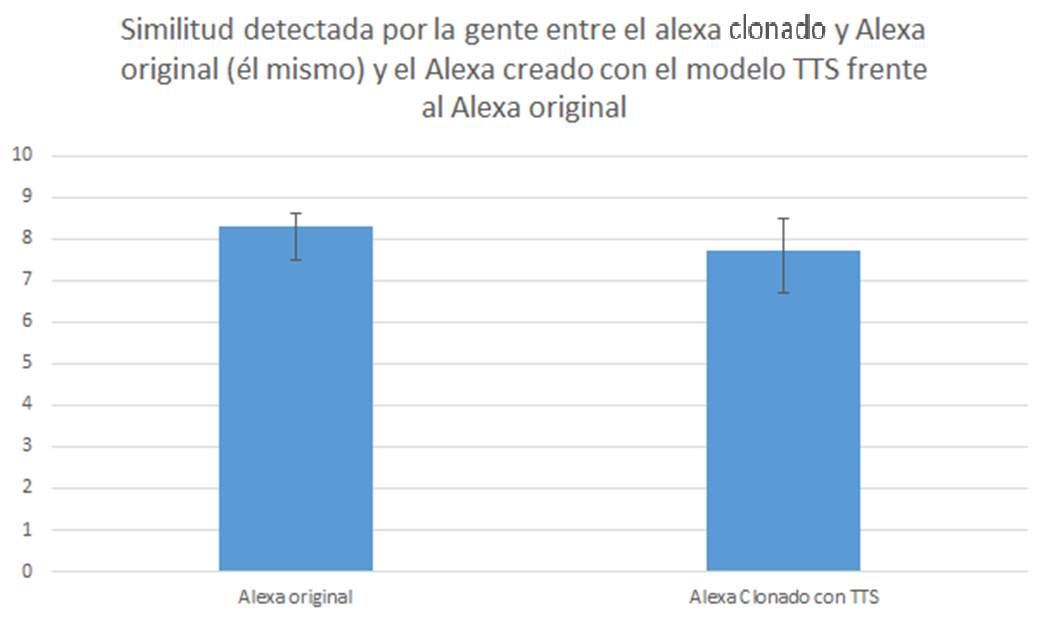 Similitud detectada por la gente entre el alexa clonado y Alexa
original (él mismo) y el Alexa creado con el modelo TTS frente
al Alexa original
10
9
8
7
6
5
4
3
2
1
0
Alexa original
Alexa Clonado con TTS